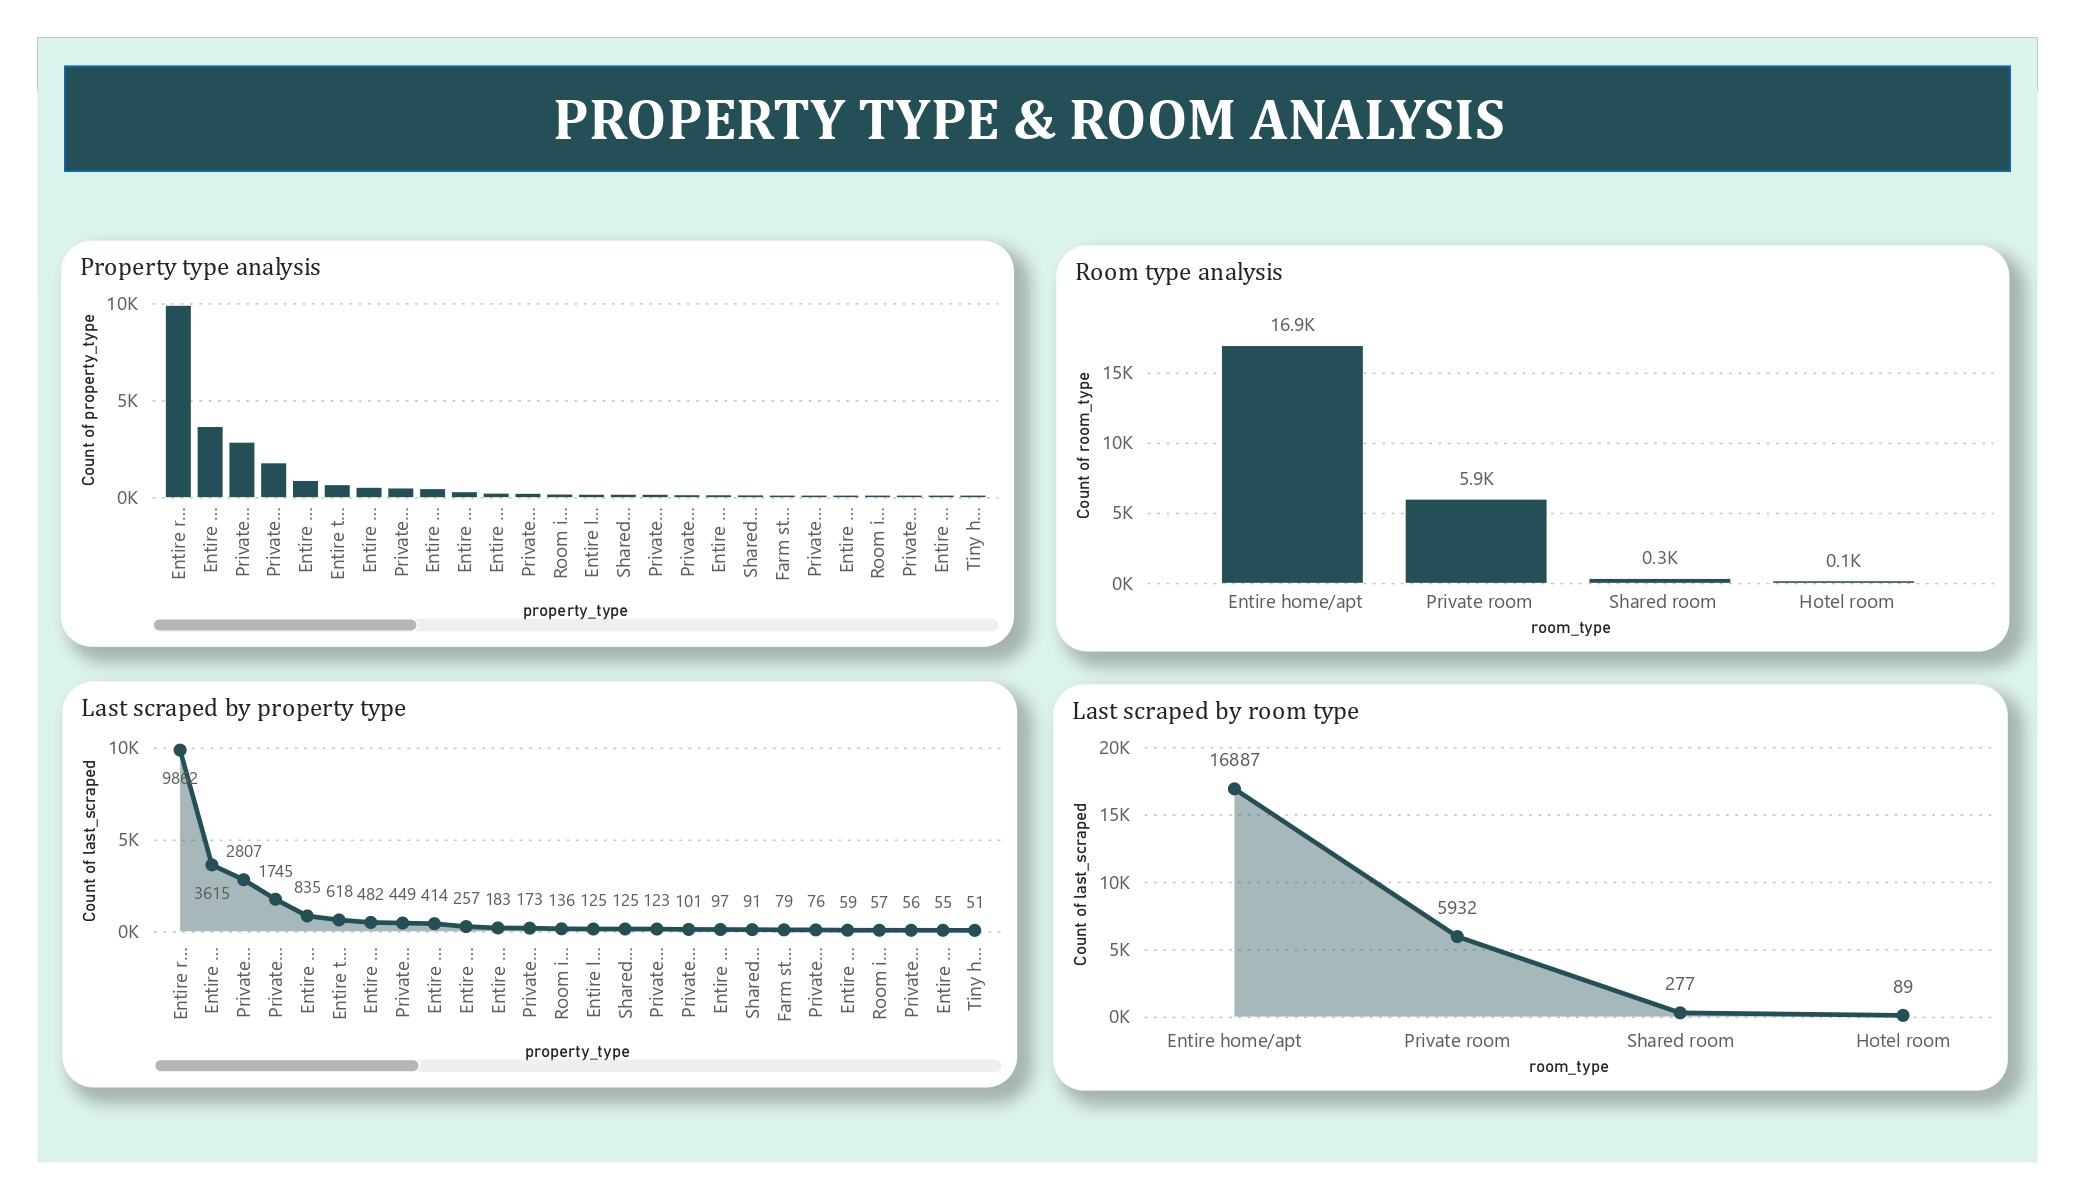 PROPERTY TYPE & ROOM ANALYSIS
Property type analysis
Count of property_type
10K
5K
0K
Entire r...
Entire ...
Private...
Private...
Entire ...
Entire t...
Entire ...
Private...
Entire ...
Entire ...
Entire ...
Private...
Room i...
Entire l...
Shared...
Private...
Private...
Entire ...
Shared...
Farm st...
Private...
Entire ...
Room i...
Private...
Entire ...
Tiny h...
property_type
Room type analysis
Count of room_type
15K
10K
5K
0K
16.9K
5.9K
0.3K
0.1K
Entire home/apt
Private room
Shared room
Hotel room
room_type
Last scraped by property type
Count of last_scraped
10K
5K
0K
9862
3615
2807
1745
835
618
482
449
414
257
183
173
136
125
125
123
101
97
91
79
76
59
57
56
55
51
Entire r...
Entire ...
Private...
Private...
Entire ...
Entire t...
Entire ...
Private...
Entire ...
Entire ...
Entire ...
Private...
Room i...
Entire l...
Shared...
Private...
Private...
Entire ...
Shared...
Farm st...
Private...
Entire ...
Room i...
Private...
Entire ...
Tiny h...
property_type
Last scraped by room type
Count of last_scraped
20K
15K
10K
5K
0K
16887
5932
277
89
Entire home/apt
Private room
Shared room
Hotel room
room_type